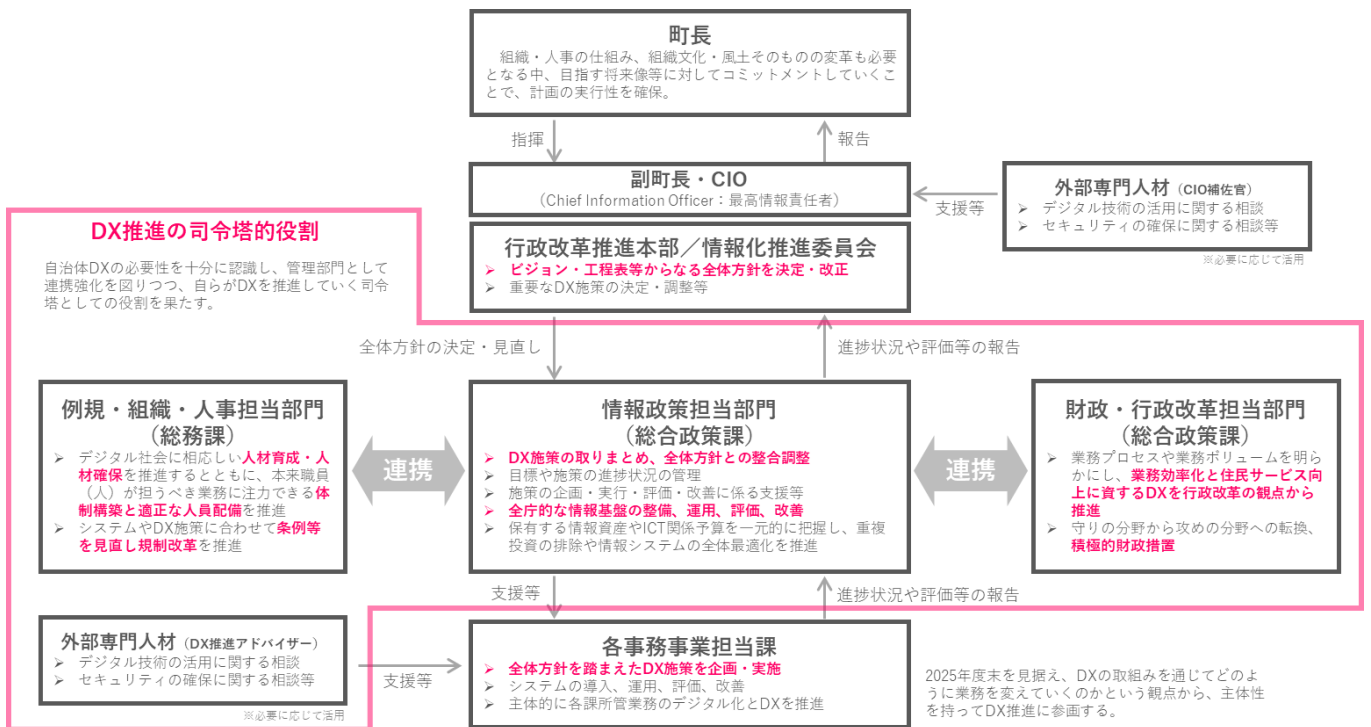 町長
組織・人事の仕組み、組織文化・風土そのものの変革も必要
となる中、目指す将来像等に対してコミットメントしていくこ
とで、計画の実行性を確保。
指揮
報告
副町長・CIO
（Chief Information Officer：最高情報責任者）
支援等
外部専門人材（CIO補佐官）
➢ デジタル技術の活用に関する相談
➢ セキュリティの確保に関する相談等
※必要に応じて活用
DX推進の司令塔的役割
自治体DXの必要性を十分に認識し、管理部門として
連携強化を図りつつ、自らがDXを推進していく司令
塔としての役割を果たす。
行政改革推進本部／情報化推進委員会
➢ ビジョン・工程表等からなる全体方針を決定・改正
➢ 重要なDX施策の決定・調整等
全体方針の決定・見直し
進捗状況や評価等の報告
例規・組織・人事担当部門
（総務課）
➢ デジタル社会に相応しい人材育成・人
材確保を推進するとともに、本来職員
（人）が担うべき業務に注力できる体
制構築と適正な人員配備を推進
➢ システムやDX施策に合わせて条例等
を見直し規制改革を推進
連携
情報政策担当部門
（総合政策課）
➢ DX施策の取りまとめ、全体方針との整合調整
➢ 目標や施策の進捗状況の管理
➢ 施策の企画・実行・評価・改善に係る支援等
➢ 全庁的な情報基盤の整備、運用、評価、改善
➢ 保有する情報資産やICT関係予算を一元的に把握し、重複
投資の排除や情報システムの全体最適化を推進
連携
財政・行政改革担当部門
（総合政策課）
➢ 業務プロセスや業務ボリュームを明ら
かにし、業務効率化と住民サービス向
上に資するDXを行政改革の観点から
推進
➢ 守りの分野から攻めの分野への転換、
積極的財政措置
支援等
進捗状況や評価等の報告
外部専門人材（DX推進アドバイザー）
➢ デジタル技術の活用に関する相談
➢ セキュリティの確保に関する相談等
※必要に応じて活用
支援等
各事務事業担当課
➢ 全体方針を踏まえたDX施策を企画・実施
➢ システムの導入、運用、評価、改善
➢ 主体的に各課所管業務のデジタル化とDXを推進
2025年度末を見据え、DXの取組みを通じてどのよ
うに業務を変えていくのかという観点から、主体性
を持ってDX推進に参画する。